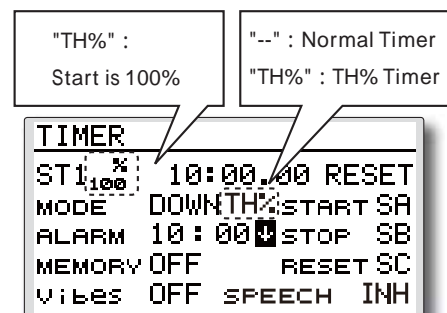 "TH%" :
Start is 100%
"--" : Normal Timer
"TH%" : TH% Timer
TIMER
ST1 %100 10:00.00 RESET
MODE DOWN TH% START SA
ALARM 10:00 ↓ STOP SB
MEMORY OFF RESET SC
Vibes OFF SPEECH INH